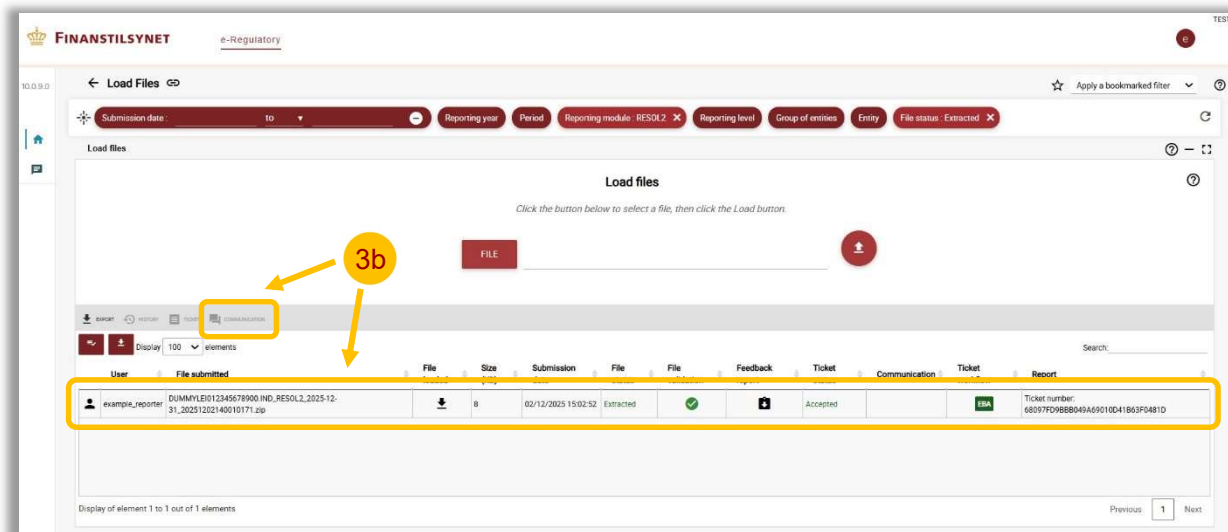 TEST
FINANSTILSYNET e-Regulatory e
10.0.9.0 Load Files Apply a bookmarked filter
Submission date : to Reporting year Period Reporting module : RESOL2 Reporting level Group of entities Entity File status : Extracted
Load files
Load files
Click the button below to select a file, then click the Load button.
3b
FILE
EXPORT HISTORY TICKET COMMUNICATION
Display 100 elements Search:
User File submitted File Size Submission File File Feedback Ticket Communication Ticket Report
example_reporter DUMMYLEI012345678900.IND_RESOL2_2025-12-
31_20251202140010171.zip
8 02/12/2025 15:02:52 Extracted Accepted EBA Ticket number:
68097FD9BBB049A69010D41B63F0481D
Display of element 1 to 1 out of 1 elements Previous 1 Next